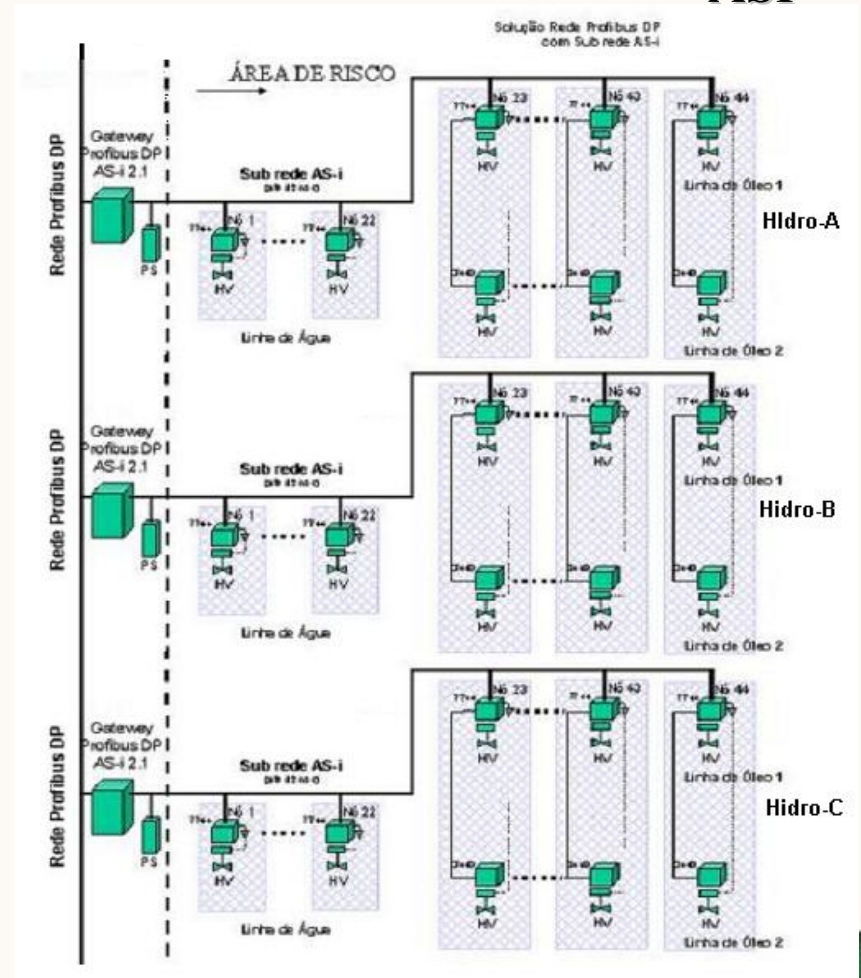 ASI
Solução Rede Profibus DP
com Sub rede AS-i
ÁREA DE RISCO
Rede Profibus DP
Gateway
Profibus DP
AS-i 2.1
PS
Sub rede AS-i
Nó 1
Nó 22
HV
HV
Linha de Água
Nó 23
Nó 43
Nó 44
HV
HV
HV
Linha de Óleo 1
HIdro-A
HV
HV
HV
Linha de Óleo 2
Rede Profibus DP
Gateway
Profibus DP
AS-i 2.1
PS
Sub rede AS-i
Nó 1
Nó 22
HV
HV
Linha de Água
Nó 23
Nó 43
Nó 44
HV
HV
HV
Linha de Óleo 1
Hidro-B
HV
HV
HV
Linha de Óleo 2
Rede Profibus DP
Gateway
Profibus DP
AS-i 2.1
PS
Sub rede AS-i
Nó 1
Nó 22
HV
HV
Linha de Água
Nó 23
Nó 43
Nó 44
HV
HV
HV
Linha de Óleo 1
Hidro-C
HV
HV
HV
Linha de Óleo 2